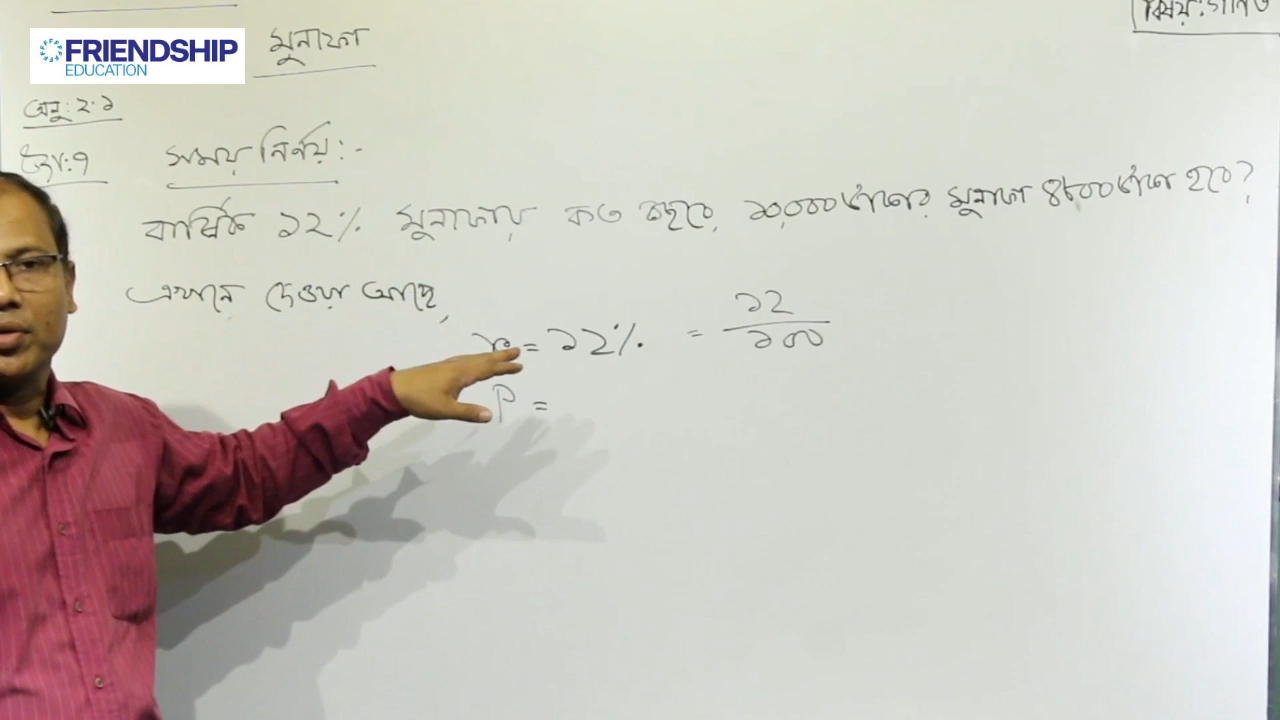 FRIENDSHIP
EDUCATION
মুনাফা
বিষয়: গণিত
অনু: ২.১
উদা: ৭
সময় নির্ণয়:-
বার্ষিক ১২% মুনাফায় কত বছরে ১০,০০০ টাকার মুনাফা ৪৮০০ টাকা হবে?
এখানে দেওয়া আছে,
r = ১২% = ১২/১০০
P =